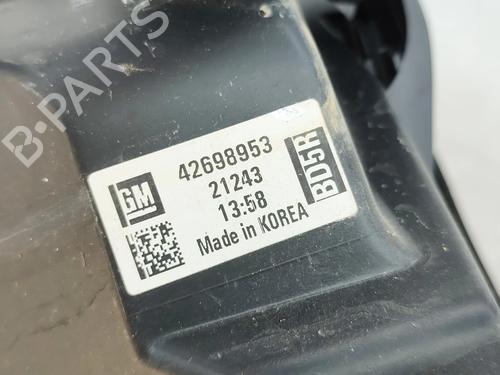 B-PARTS
GM
42698953
21243
13:58
Made in KOREA
BD5R